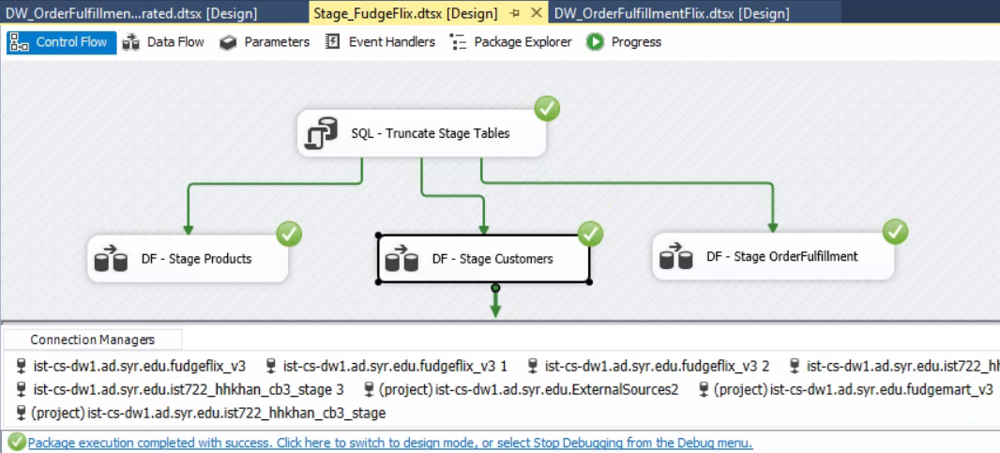 DW_OrderFulfillmen...rated.dtsx [Design] Stage_FudgeFlix.dtsx [Design] DW_OrderFulfillmentFlix.dtsx [Design]
Control Flow Data Flow Parameters Event Handlers Package Explorer Progress
SQL - Truncate Stage Tables
DF - Stage Products DF - Stage Customers DF - Stage OrderFulfillment
Connection Managers
ist-cs-dw1.ad.syr.edu.fudgeflix_v3 ist-cs-dw1.ad.syr.edu.fudgeflix_v3 1 ist-cs-dw1.ad.syr.edu.fudgeflix_v3 2 ist-cs-dw1.ad.syr.edu.ist722_hh
ist-cs-dw1.ad.syr.edu.ist722_hhkhan_cb3_stage 3 (project) ist-cs-dw1.ad.syr.edu.ExternalSources2 (project) ist-cs-dw1.ad.syr.edu.fudgemart_v3
(project) ist-cs-dw1.ad.syr.edu.ist722_hhkhan_cb3_stage
Package execution completed with success. Click here to switch to design mode, or select Stop Debugging from the Debug menu.